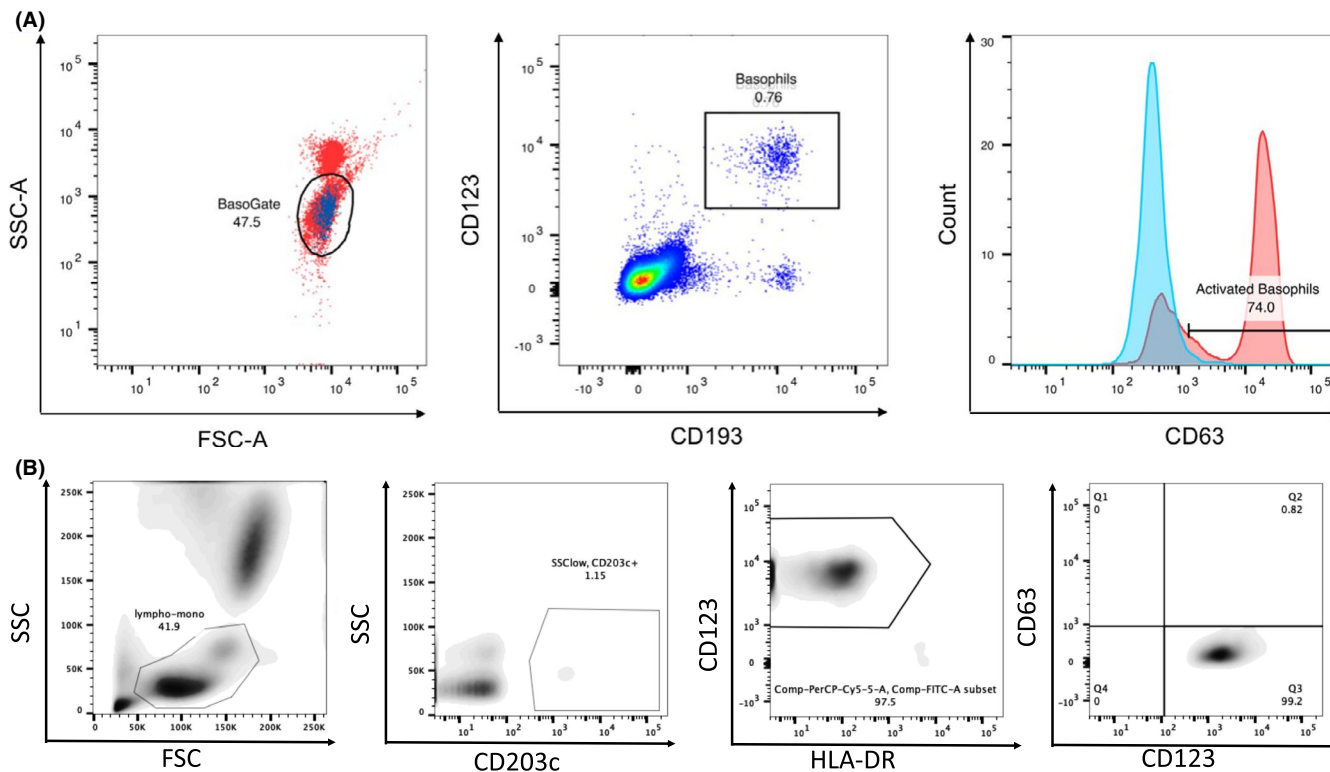 (A)
SSC-A
10^5
10^4
10^3
10^2
10^1
BasoGate
47.5
10^1 10^2 10^3 10^4 10^5
FSC-A
CD123
10^5
10^4
10^3
0
-10^3
Basophils
0.76
-10^3 0 10^3 10^4 10^5
CD193
Count
30
20
10
0
Activated Basophils
74.0
10^1 10^2 10^3 10^4 10^5
CD63
(B)
SSC
250K
200K
150K
100K
50K
0
lympho-mono
41.9
0 50K 100K 150K 200K 250K
FSC
SSC
250K
200K
150K
100K
50K
0
SSClow, CD203c+
1.15
10^1 10^2 10^3 10^4 10^5
CD203c
CD123
10^5
10^4
10^3
0
-10^3
Comp-PerCP-Cy5-5-A, Comp-FITC-A subset
97.5
10^1 10^2 10^3 10^4 10^5
HLA-DR
CD63
10^5
10^4
10^3
0
-10^3
Q1
0
Q2
0.82
Q4
0
Q3
99.2
10^1 10^2 10^3 10^4 10^5
CD123